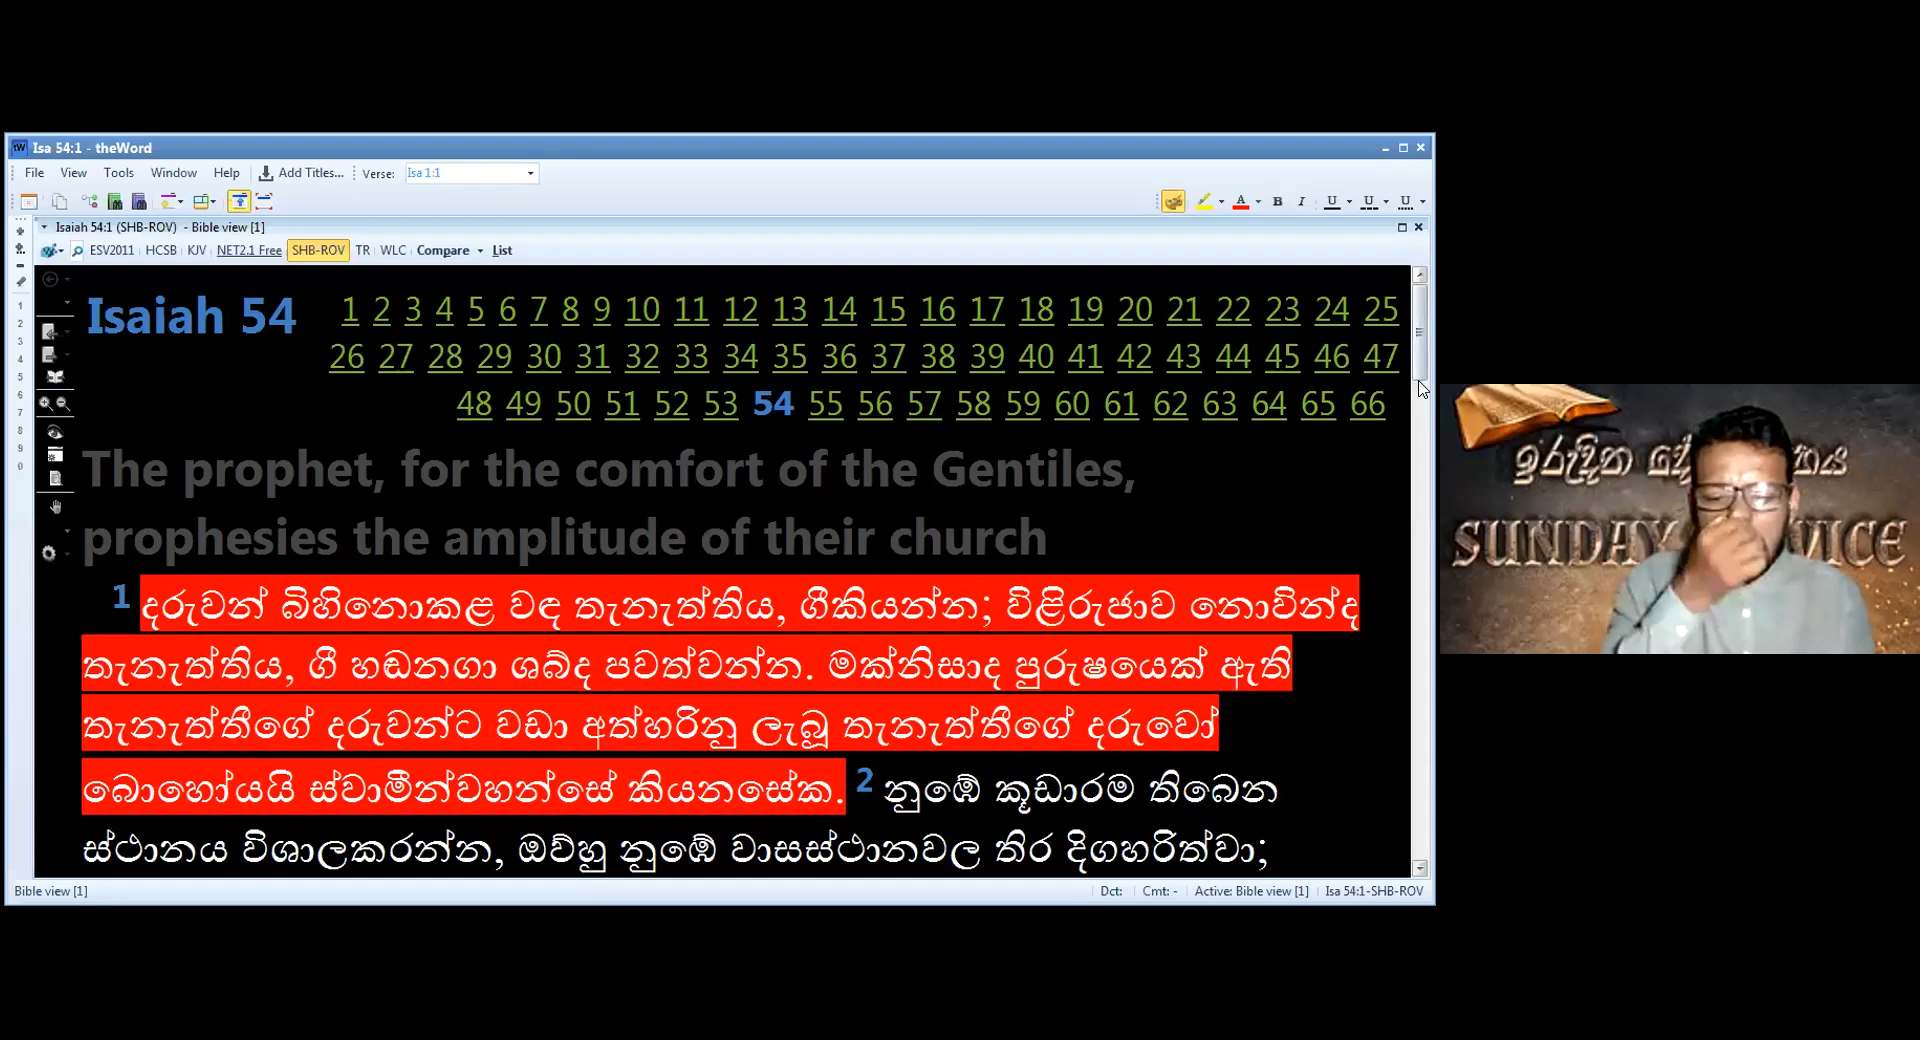 Isa 54:1 - theWord
File View Tools Window Help Add Titles... Verse: Isa 1:1
Isaiah 54:1 (SHB-ROV) - Bible view [1]
ESV2011 HCSB KJV NET2.1 Free SHB-ROV TR WLC Compare List
Isaiah 54 1 2 3 4 5 6 7 8 9 10 11 12 13 14 15 16 17 18 19 20 21 22 23 24 25
26 27 28 29 30 31 32 33 34 35 36 37 38 39 40 41 42 43 44 45 46 47
48 49 50 51 52 53 54 55 56 57 58 59 60 61 62 63 64 65 66
The prophet, for the comfort of the Gentiles,
prophesies the amplitude of their church
1 දරුවන් බිහිනොකළ වඳ තැනැත්තිය, ගීකියන්න; විළිරුජාව නොවින්ද
තැනැත්තිය, ගී හඬනගා ශබ්ද පවත්වන්න. මක්නිසාද පුරුෂයෙක් ඇති
තැනැත්තීගේ දරුවන්ට වඩා අත්හරිනු ලැබූ තැනැත්තීගේ දරුවෝ
බොහෝයයි ස්වාමීන්වහන්සේ කියනසේක. 2 නුඹේ කූඩාරම තිබෙන
ස්ථානය විශාලකරන්න, ඔව්හු නුඹේ වාසස්ථානවල තිර දිගහරිත්වා;
Bible view [1] Dct: Cmt: - Active: Bible view [1] Isa 54:1-SHB-ROV
ඉරුදින
SUNDAY